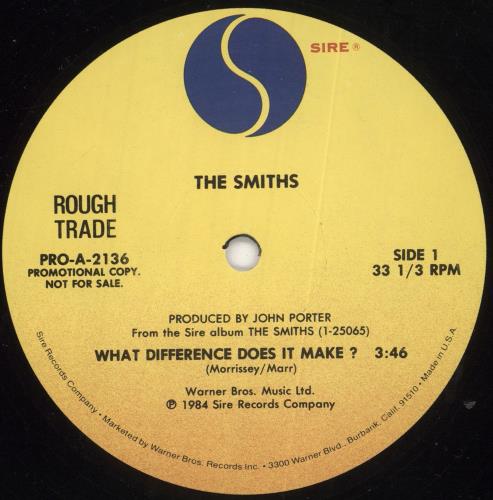 SIRE ®
THE SMITHS
ROUGH
TRADE
PRO-A-2136
PROMOTIONAL COPY.
NOT FOR SALE.
SIDE 1
33 1/3 RPM
PRODUCED BY JOHN PORTER
From the Sire album THE SMITHS (1-25065)
WHAT DIFFERENCE DOES IT MAKE ? 3:46
(Morrissey/Marr)
Warner Bros. Music Ltd.
℗ 1984 Sire Records Company
Sire Records Company • Marketed by Warner Bros. Records Inc. • 3300 Warner Blvd., Burbank, Calif. 91510 • Made in U.S.A.